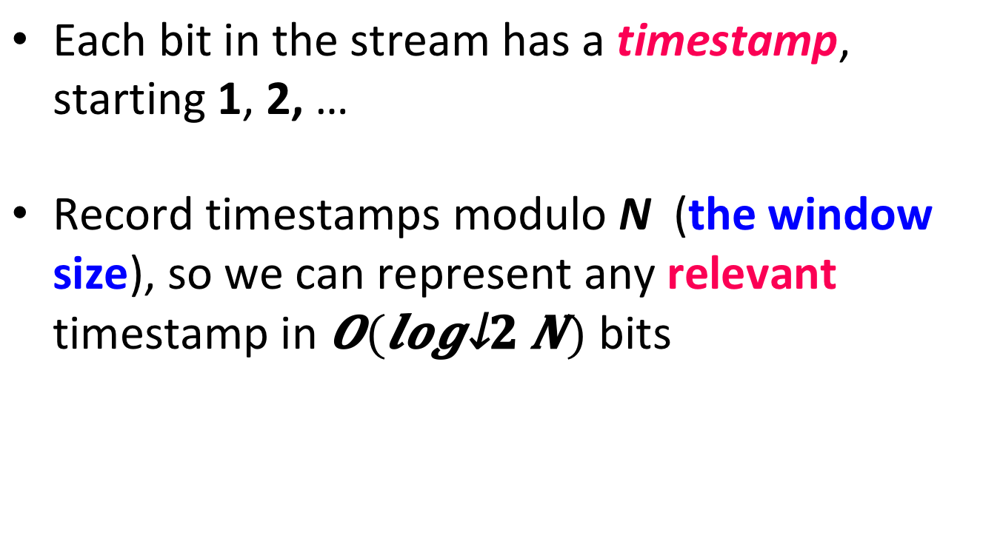 • Each bit in the stream has a timestamp,
starting 1, 2, …
• Record timestamps modulo N (the window
size), so we can represent any relevant
timestamp in 𝑶(𝒍𝒐𝒈↓𝟐 𝑵) bits